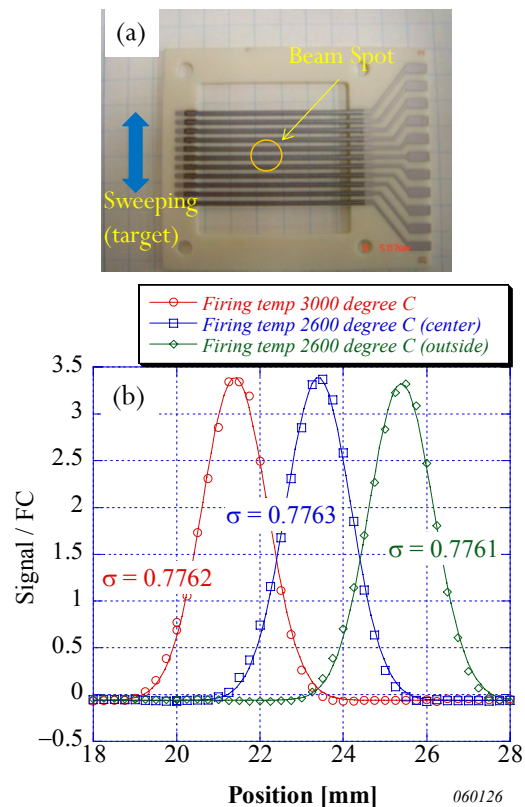 (a)
Beam Spot
Sweeping
(target)
Firing temp 3000 degree C
Firing temp 2600 degree C (center)
Firing temp 2600 degree C (outside)
(b)
3.5
3
2.5
2
1.5
1
0.5
0
–0.5
Signal / FC
σ = 0.7763
σ = 0.7761
σ = 0.7762
18 20 22 24 26 28
Position [mm]
060126